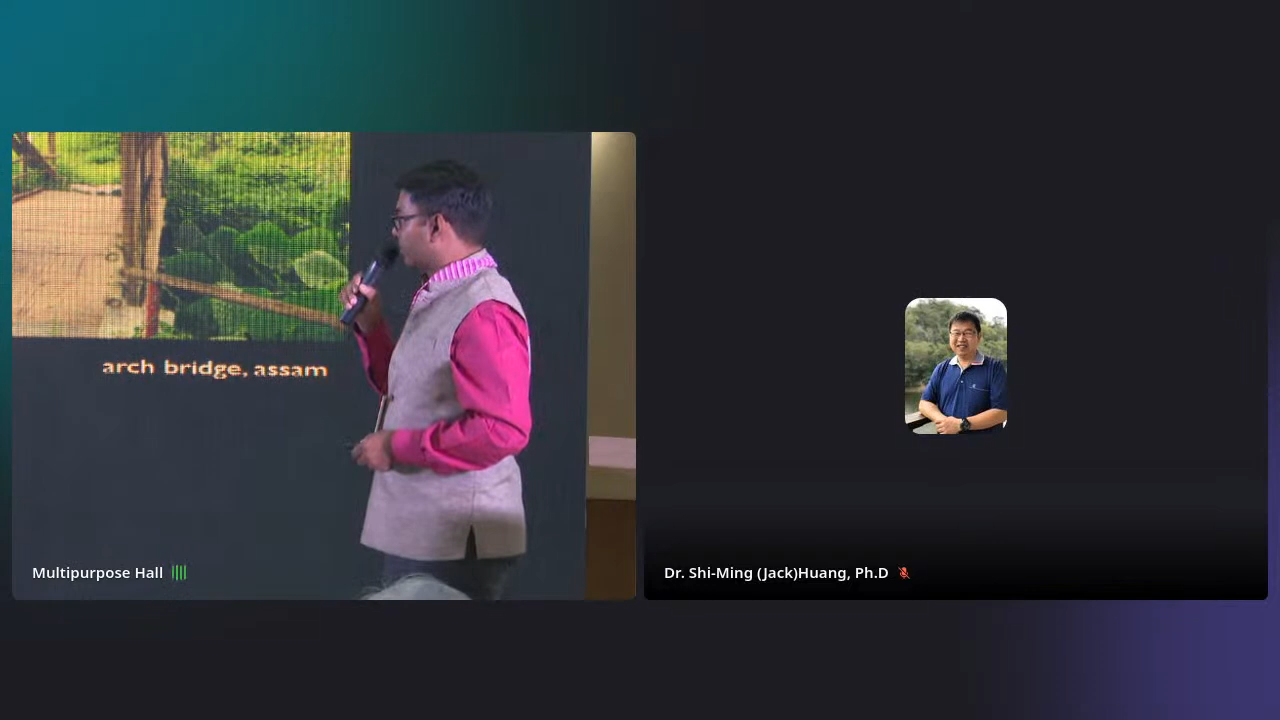 arch bridge, assam
Multipurpose Hall
Dr. Shi-Ming (Jack)Huang, Ph.D